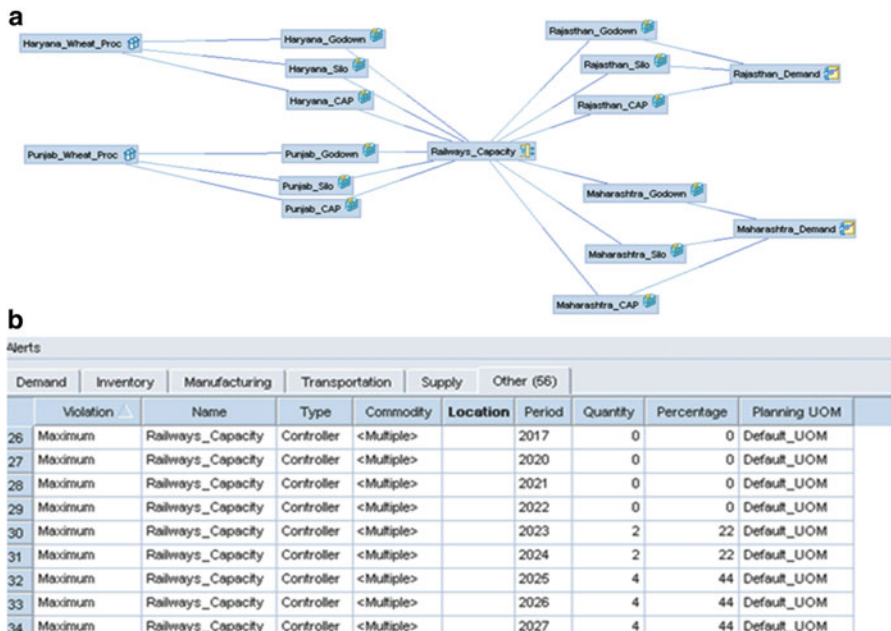 a
Haryana_Wheat_Proc
Haryana_Godown
Haryana_Silo
Haryana_CAP
Punjab_Wheat_Proc
Punjab_Godown
Punjab_Silo
Punjab_CAP
Railways_Capacity
Rajasthan_Godown
Rajasthan_Silo
Rajasthan_CAP
Rajasthan_Demand
Maharashtra_Godown
Maharashtra_Silo
Maharashtra_CAP
Maharashtra_Demand
b
Alerts
Demand Inventory Manufacturing Transportation Supply Other (56)
Violation Name Type Commodity Location Period Quantity Percentage Planning UOM
26 Maximum Railways_Capacity Controller <Multiple> 2017 0 0 Default_UOM
27 Maximum Railways_Capacity Controller <Multiple> 2020 0 0 Default_UOM
28 Maximum Railways_Capacity Controller <Multiple> 2021 0 0 Default_UOM
29 Maximum Railways_Capacity Controller <Multiple> 2022 0 0 Default_UOM
30 Maximum Railways_Capacity Controller <Multiple> 2023 2 22 Default_UOM
31 Maximum Railways_Capacity Controller <Multiple> 2024 2 22 Default_UOM
32 Maximum Railways_Capacity Controller <Multiple> 2025 4 44 Default_UOM
33 Maximum Railways_Capacity Controller <Multiple> 2026 4 44 Default_UOM
34 Maximum Railways_Capacity Controller <Multiple> 2027 4 44 Default_UOM